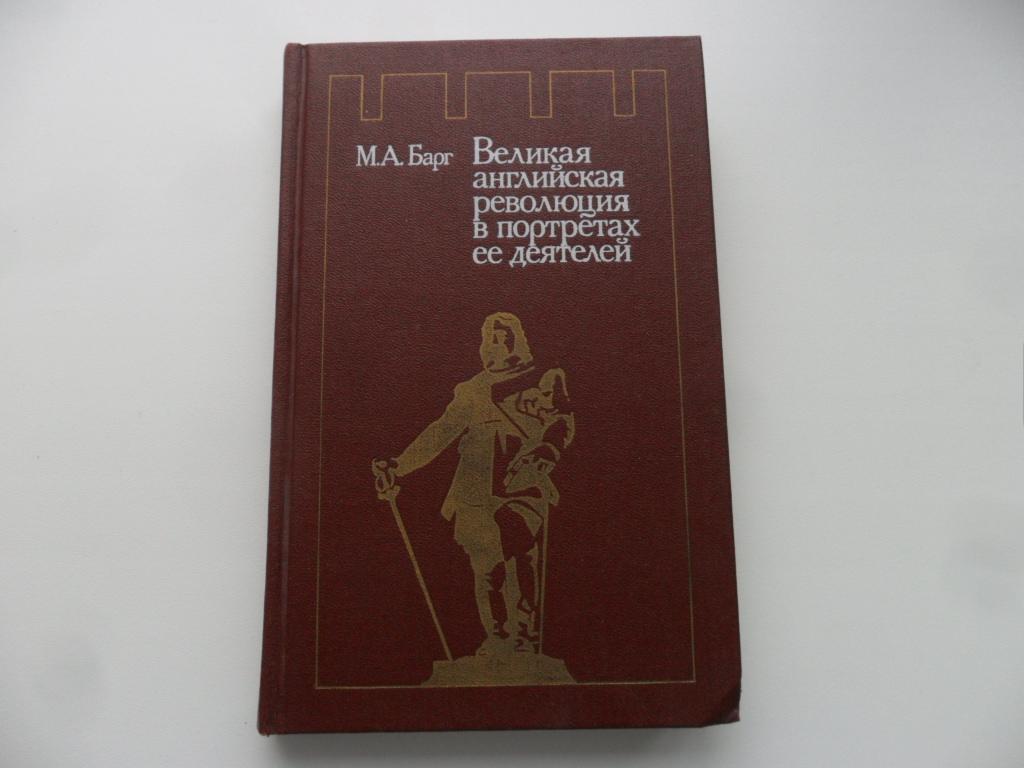 М.А. Барг
Великая
английская
революция
в портретах
ее деятелей